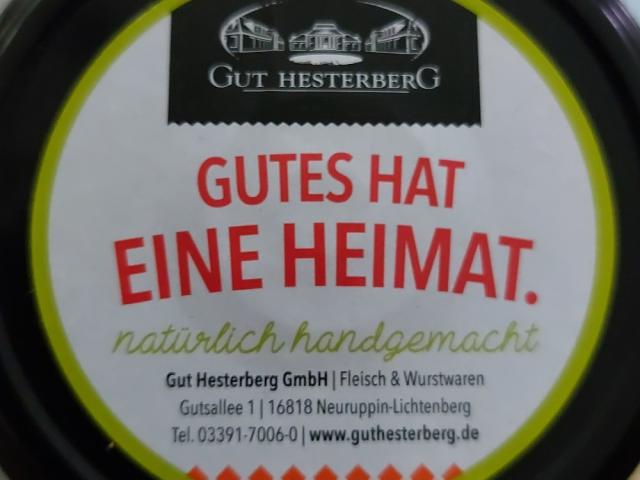 GUT HESTERBERG
GUTES HAT
EINE HEIMAT.
natürlich handgemacht
Gut Hesterberg GmbH | Fleisch & Wurstwaren
Gutsallee 1 | 16818 Neuruppin-Lichtenberg
Tel. 03391-7006-0 | www.guthesterberg.de